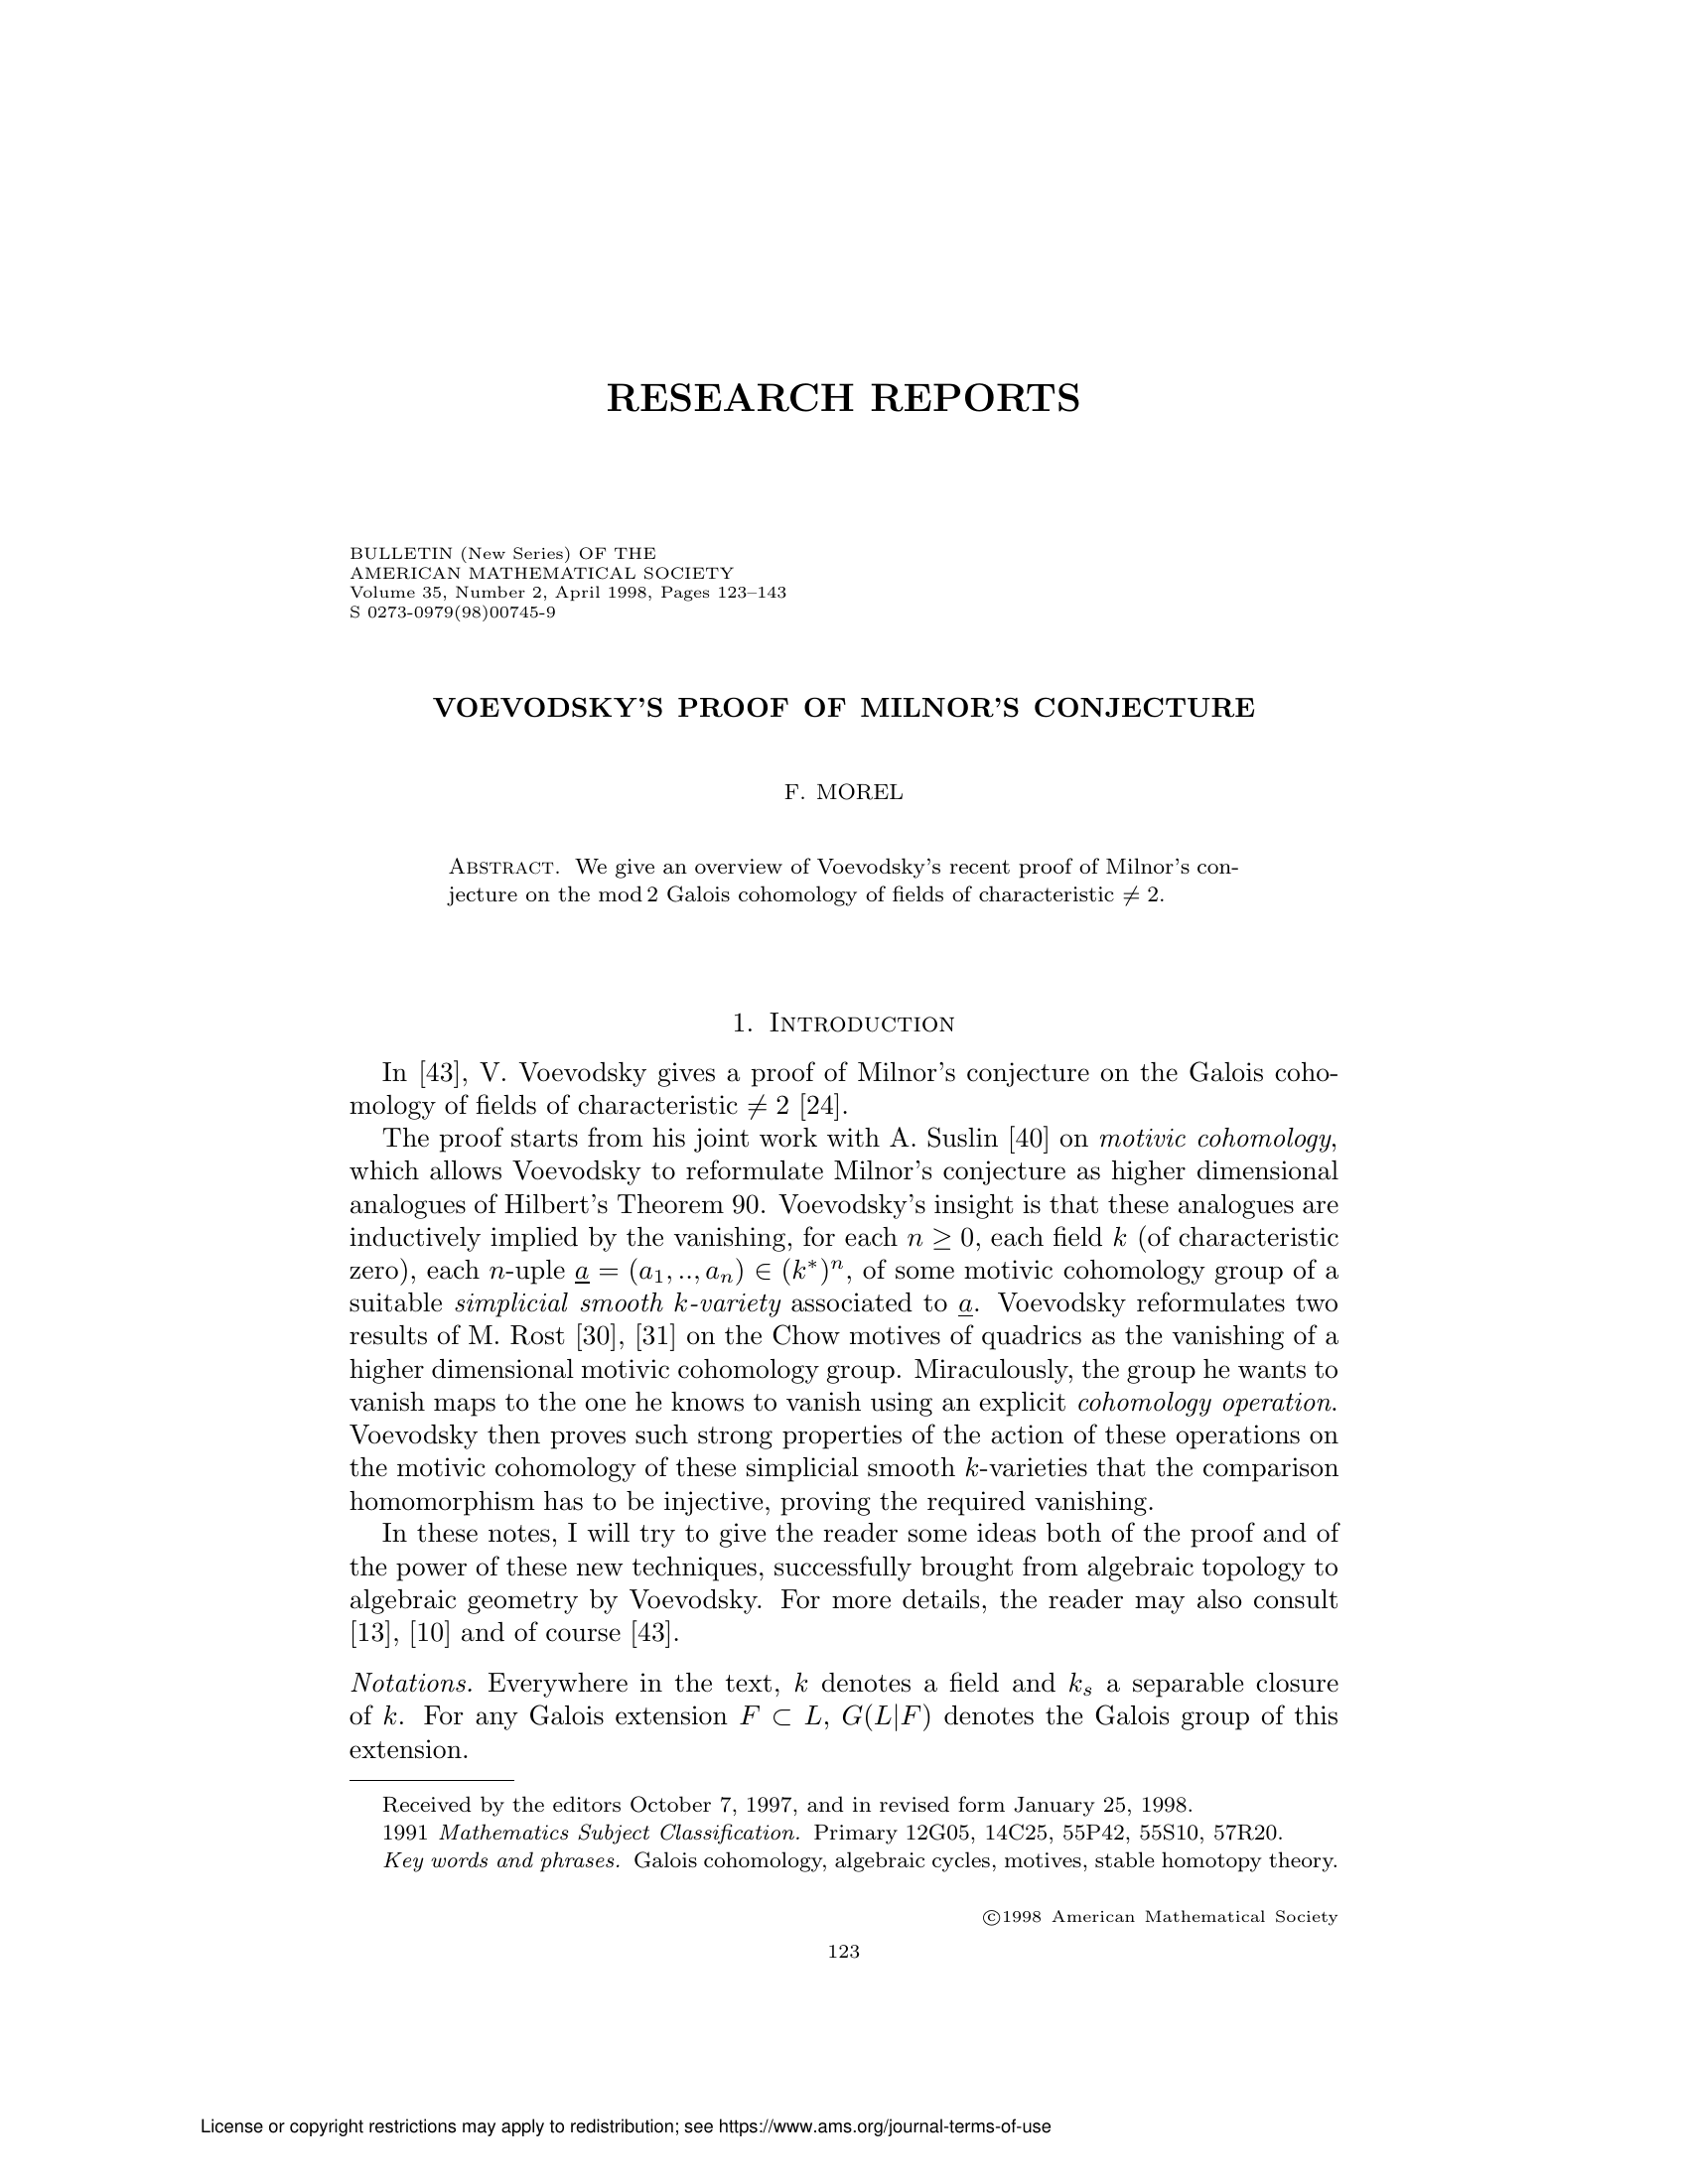 RESEARCH REPORTS
BULLETIN (New Series) OF THE
AMERICAN MATHEMATICAL SOCIETY
Volume 35, Number 2, April 1998, Pages 123–143
S 0273-0979(98)00745-9
VOEVODSKY'S PROOF OF MILNOR'S CONJECTURE
F. MOREL
Abstract. We give an overview of Voevodsky's recent proof of Milnor's con-
jecture on the mod 2 Galois cohomology of fields of characteristic ≠ 2.
1. Introduction
In [43], V. Voevodsky gives a proof of Milnor's conjecture on the Galois coho-
mology of fields of characteristic ≠ 2 [24].
The proof starts from his joint work with A. Suslin [40] on motivic cohomology,
which allows Voevodsky to reformulate Milnor's conjecture as higher dimensional
analogues of Hilbert's Theorem 90. Voevodsky's insight is that these analogues are
inductively implied by the vanishing, for each n ≥ 0, each field k (of characteristic
zero), each n-uple a = (a₁, .., aₙ) ∈ (k*)ⁿ, of some motivic cohomology group of a
suitable simplicial smooth k-variety associated to a. Voevodsky reformulates two
results of M. Rost [30], [31] on the Chow motives of quadrics as the vanishing of a
higher dimensional motivic cohomology group. Miraculously, the group he wants to
vanish maps to the one he knows to vanish using an explicit cohomology operation.
Voevodsky then proves such strong properties of the action of these operations on
the motivic cohomology of these simplicial smooth k-varieties that the comparison
homomorphism has to be injective, proving the required vanishing.
In these notes, I will try to give the reader some ideas both of the proof and of
the power of these new techniques, successfully brought from algebraic topology to
algebraic geometry by Voevodsky. For more details, the reader may also consult
[13], [10] and of course [43].
Notations. Everywhere in the text, k denotes a field and kₛ a separable closure
of k. For any Galois extension F ⊂ L, G(L|F) denotes the Galois group of this
extension.
Received by the editors October 7, 1997, and in revised form January 25, 1998.
1991 Mathematics Subject Classification. Primary 12G05, 14C25, 55P42, 55S10, 57R20.
Key words and phrases. Galois cohomology, algebraic cycles, motives, stable homotopy theory.
©1998 American Mathematical Society
123
License or copyright restrictions may apply to redistribution; see https://www.ams.org/journal-terms-of-use